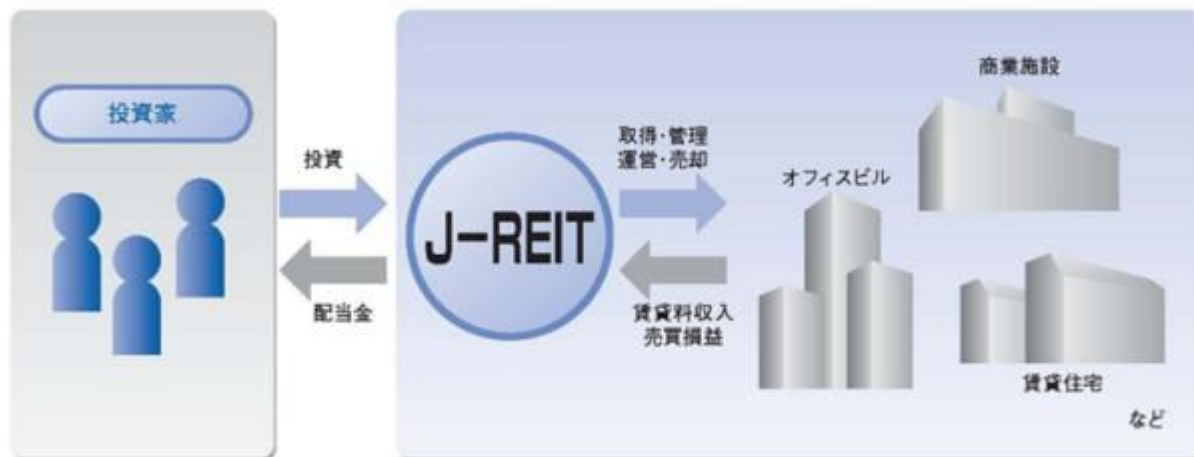 投資家
投資
配当金
J-REIT
取得・管理
運営・売却
賃貸料収入
売買損益
商業施設
オフィスビル
賃貸住宅
など